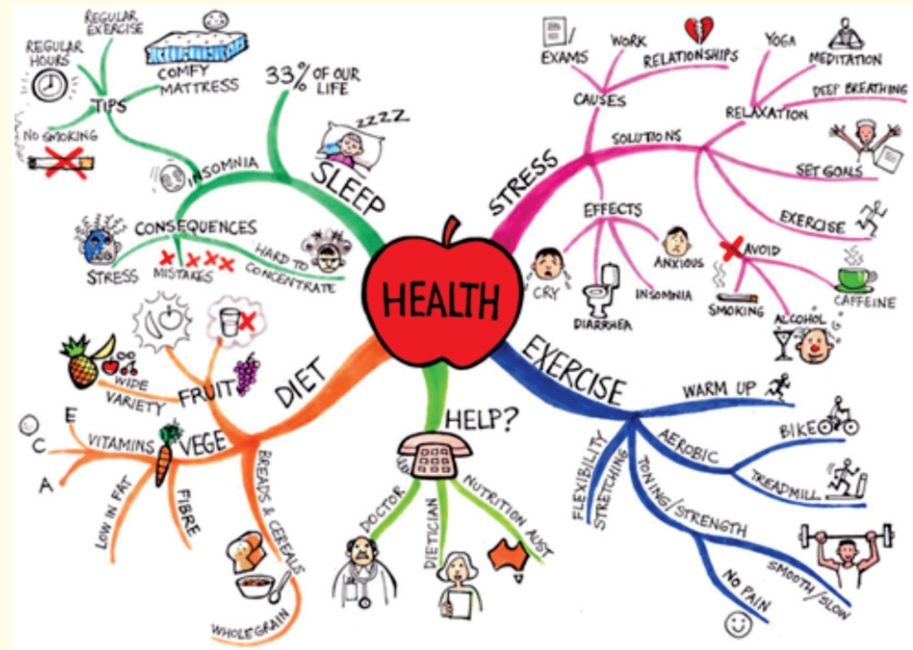 HEALTH
SLEEP
33% OF OUR
LIFE
ZZZZ
INSOMNIA
TIPS
REGULAR
HOURS
REGULAR
EXERCISE
COMFY
MATTRESS
NO SMOKING
CONSEQUENCES
STRESS
MISTAKES
HARD TO
CONCENTRATE
STRESS
CAUSES
EXAMS
WORK
RELATIONSHIPS
EFFECTS
CRY
DIARRHEA
INSOMNIA
ANXIOUS
SOLUTIONS
RELAXATION
YOGA
MEDITATION
DEEP BREATHING
SET GOALS
EXERCISE
AVOID
SMOKING
ALCOHOL
CAFFEINE
EXERCISE
WARM UP
AEROBIC
BIKE
TREADMILL
TONING/STRENGTH
SMOOTH/SLOW
NO PAIN
FLEXIBILITY
STRETCHING
HELP?
DOCTOR
DIETICIAN
NUTRITION AUST
DIET
FRUIT
WIDE
VARIETY
VEGE
VITAMINS
E
C
A
LOW IN FAT
FIBRE
BREADS & CEREALS
WHOLEGRAIN